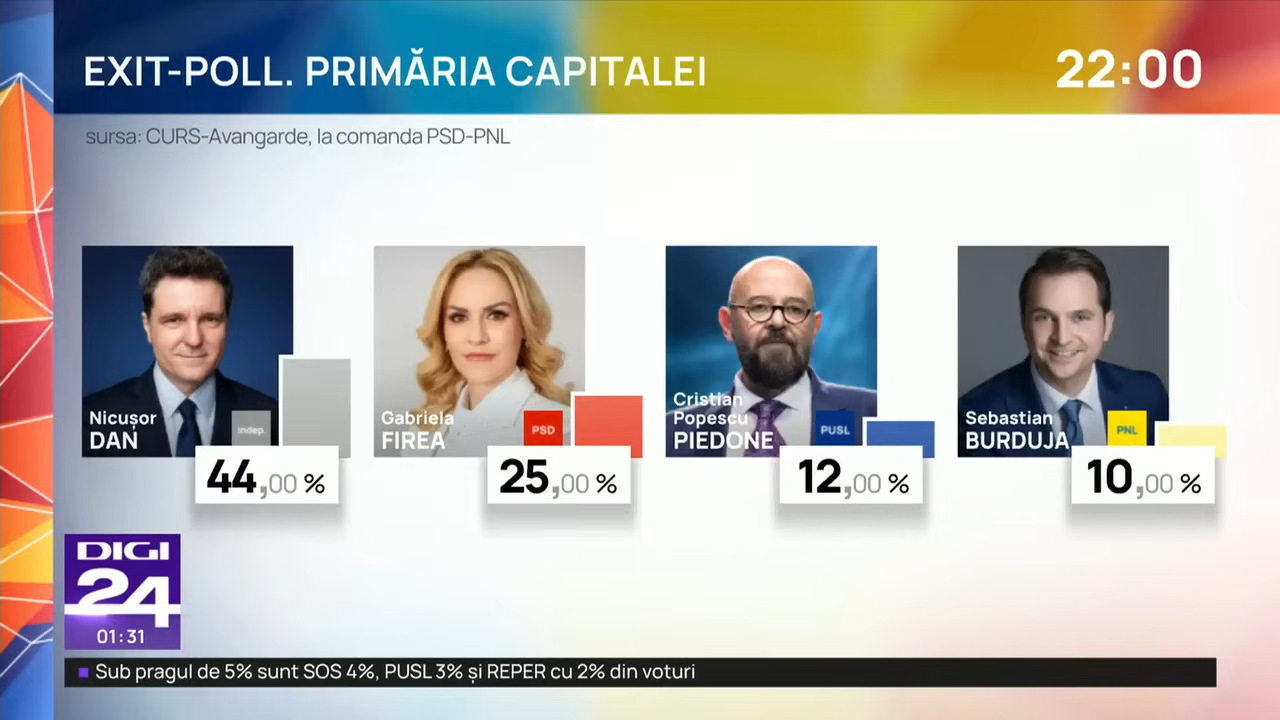 EXIT-POLL. PRIMĂRIA CAPITALEI
22:00
sursa: CURS-Avangarde, la comanda PSD-PNL
Nicușor
DAN
indep.
44,00 %
Gabriela
FIREA
PSD
25,00 %
Cristian
Popescu
PIEDONE
PUSL
12,00 %
Sebastian
BURDUJA
PNL
10,00 %
DIGI
24
01:31
Sub pragul de 5% sunt SOS 4%, PUSL 3% și REPER cu 2% din voturi